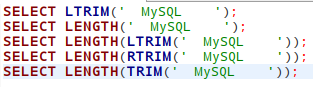 SELECT LTRIM('  MySQL    ');
SELECT LENGTH('  MySQL    ');
SELECT LENGTH(LTRIM('  MySQL    '));
SELECT LENGTH(RTRIM('  MySQL    '));
SELECT LENGTH(TRIM('  MySQL    '));